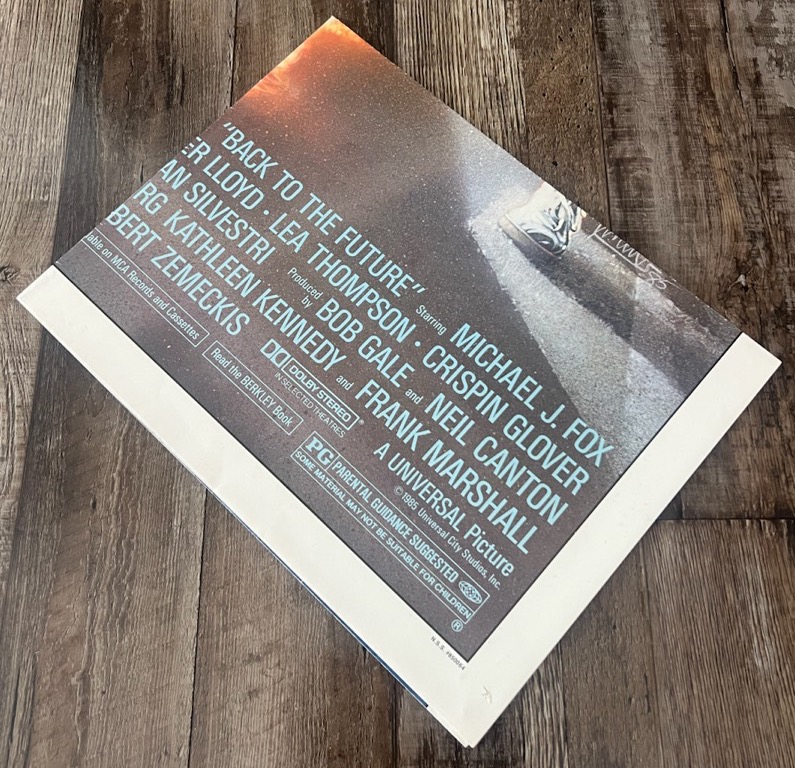 "BACK TO THE FUTURE" Starring MICHAEL J. FOX
ER LLOYD · LEA THOMPSON · CRISPIN GLOVER
AN SILVESTRI Produced by BOB GALE and NEIL CANTON
RG KATHLEEN KENNEDY and FRANK MARSHALL
BERT ZEMECKIS
A UNIVERSAL Picture
able on MCA Records and Cassettes
Read the BERKLEY Book
DOLBY STEREO ®
IN SELECTED THEATRES
© 1985 Universal City Studios, Inc.
PG PARENTAL GUIDANCE SUGGESTED
SOME MATERIAL MAY NOT BE SUITABLE FOR CHILDREN
®
N.S.S. #850064